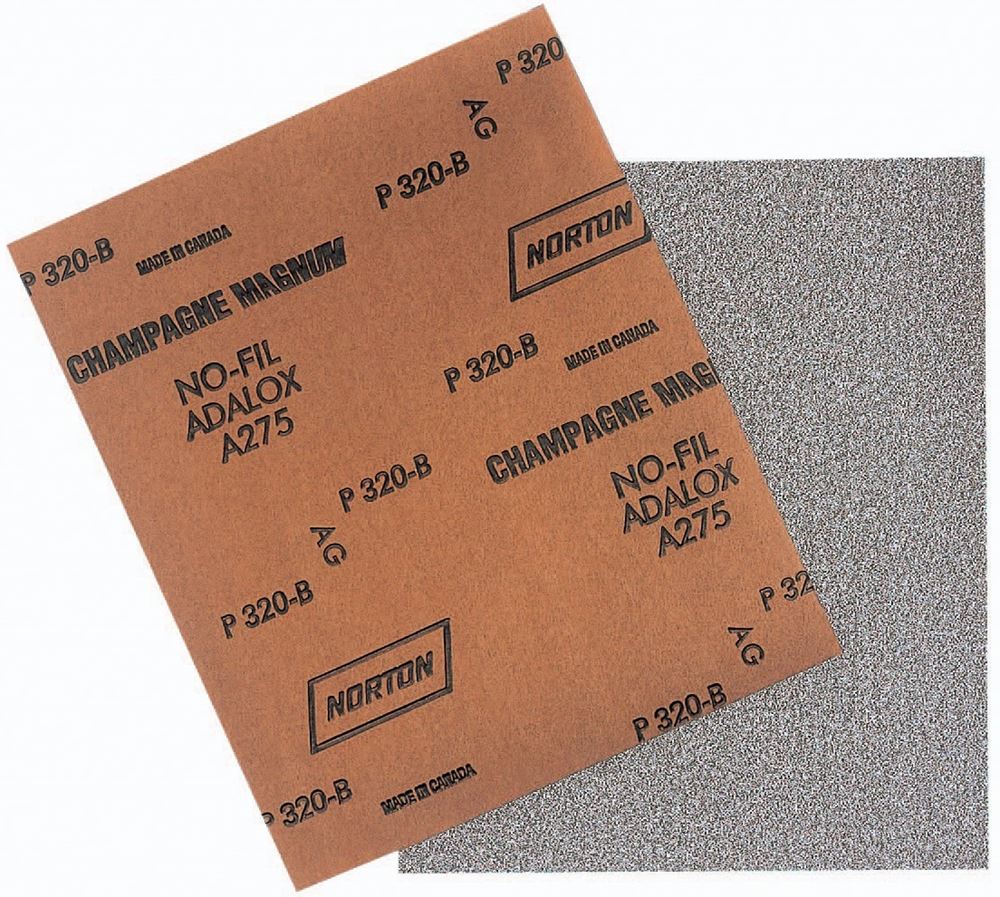 P 320
AG
P 320-B
NORTON
P 320-B
MADE IN CANADA
CHAMPAGNE MAGNUM
NO-FIL
ADALOX
A275
P 320-B
MADE IN CANADA
CHAMPAGNE MAG
NO-FIL
ADALOX
A275
P 320-B
AG
P 320-B
NORTON
P 32
AG
P 320-B
P 320-B
MADE IN CANADA